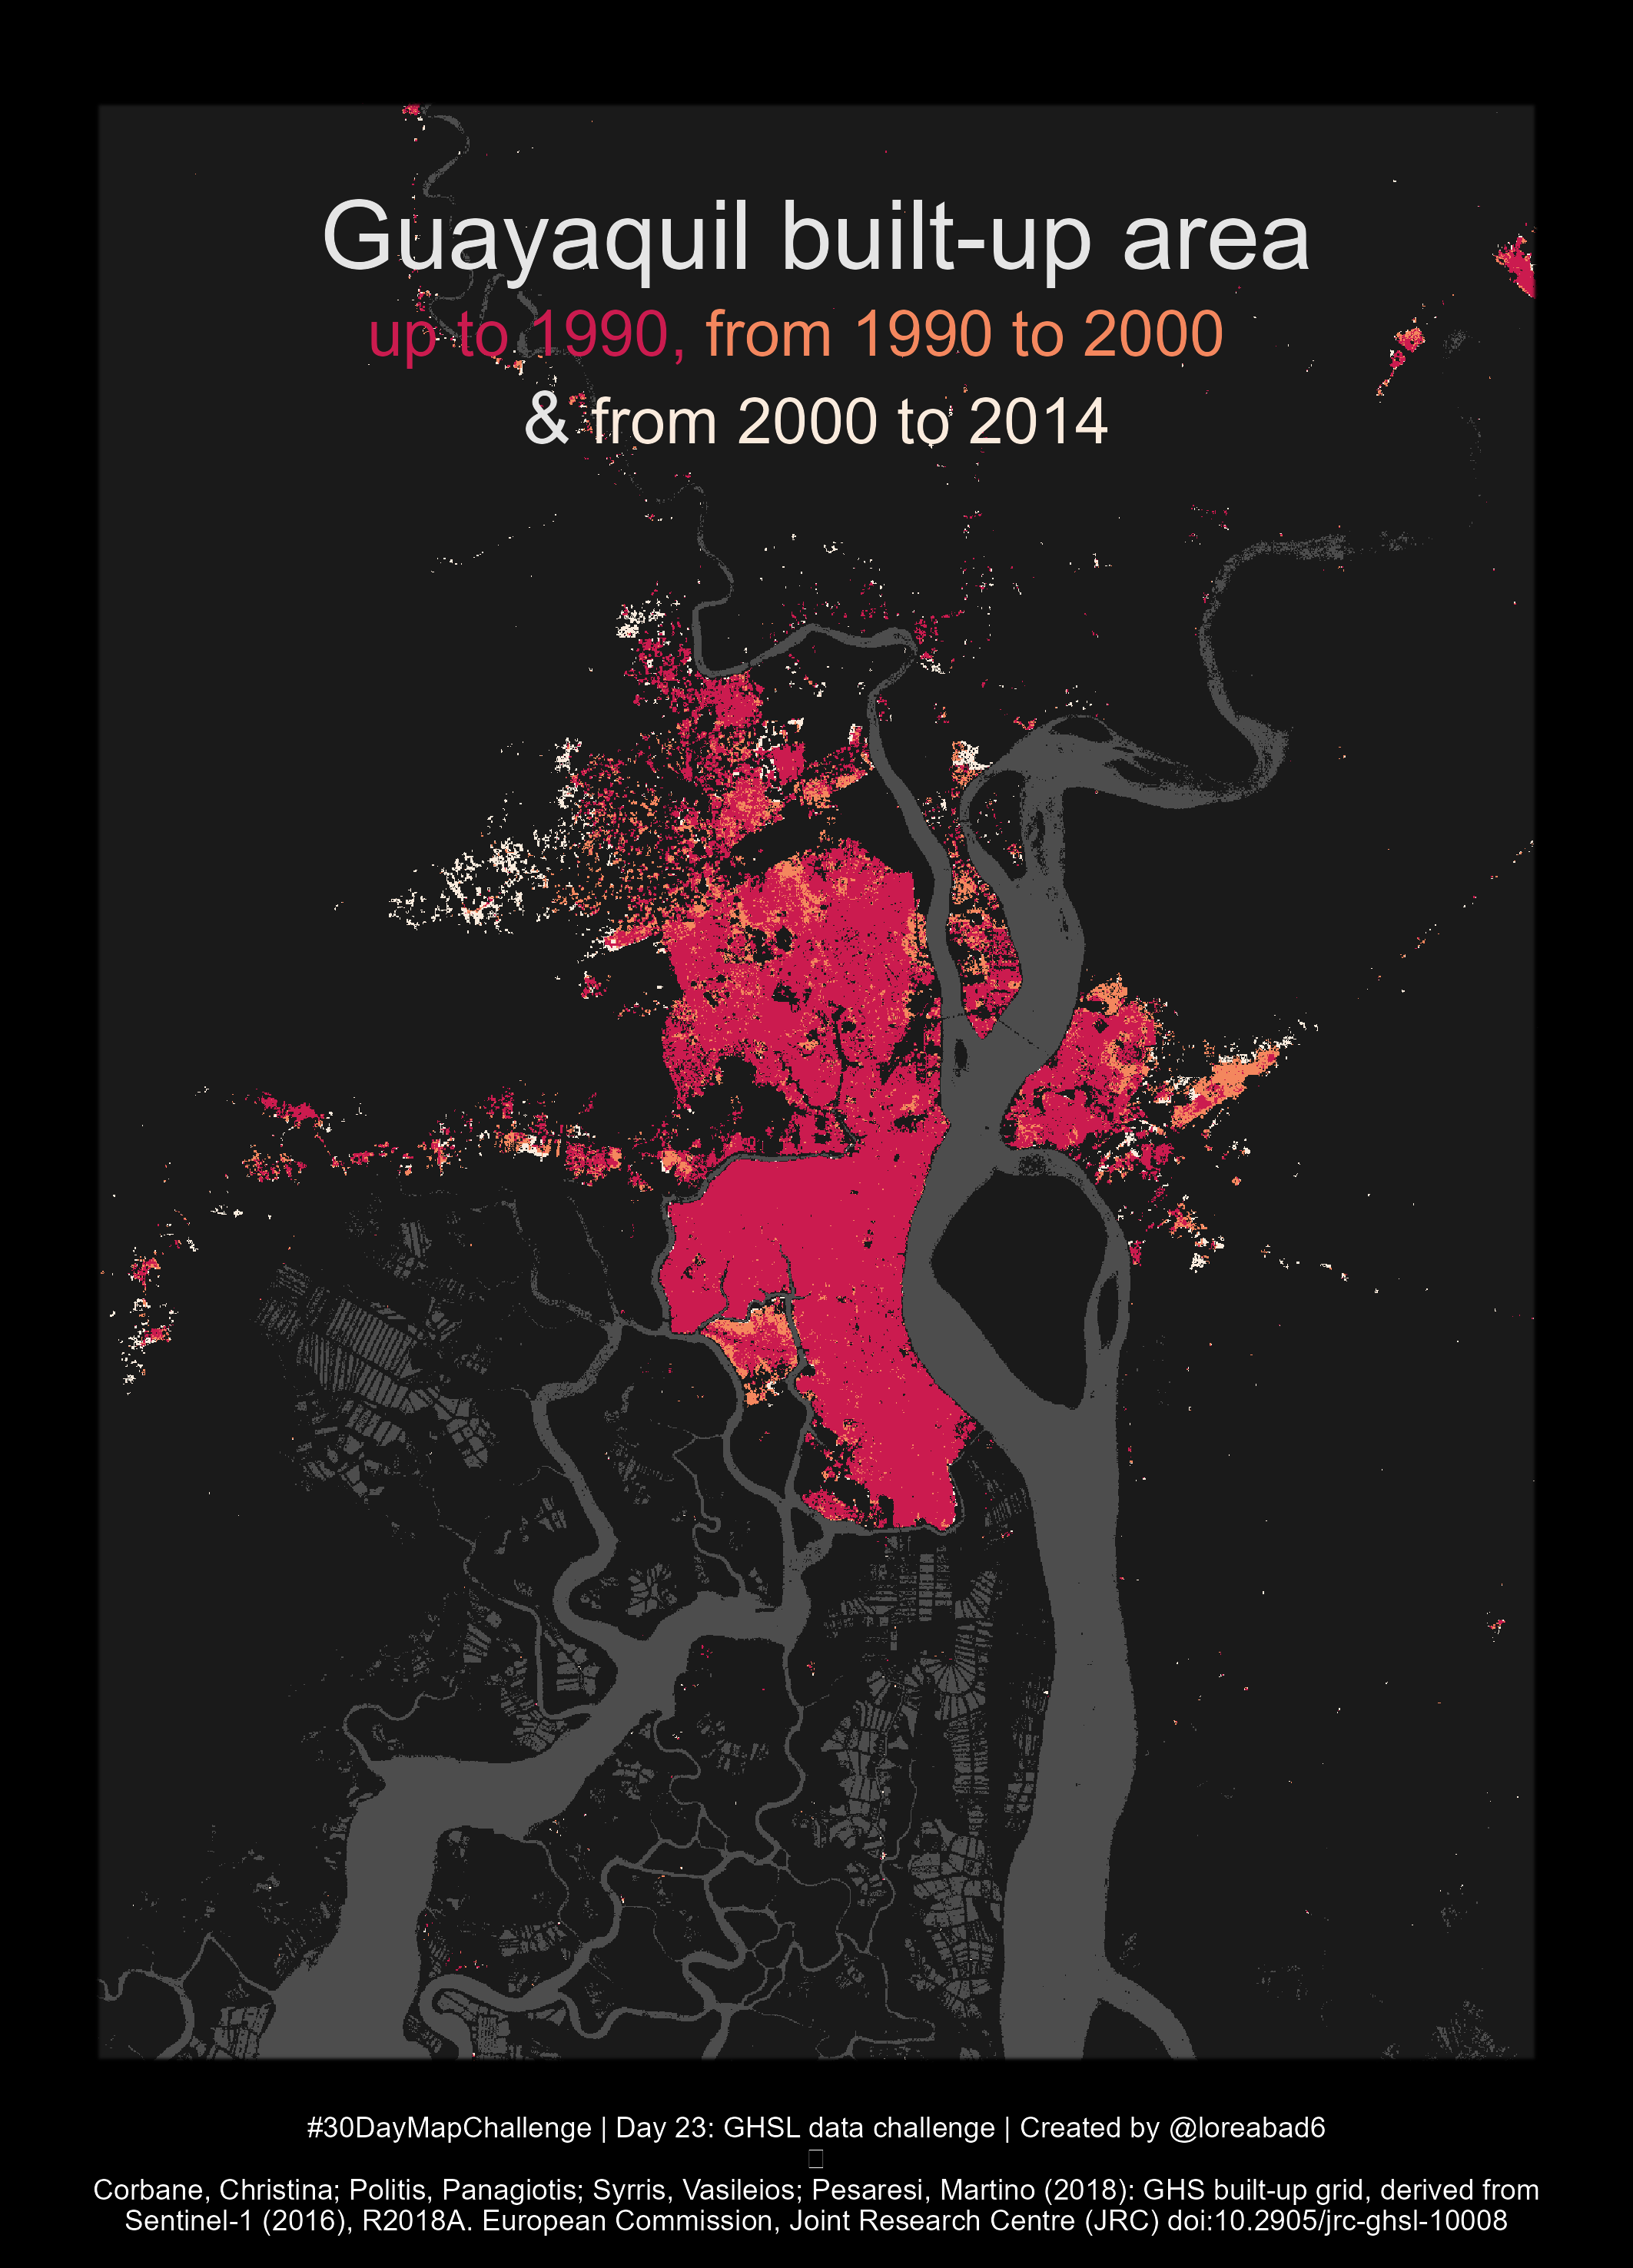 Guayaquil built-up area
up to 1990, from 1990 to 2000
& from 2000 to 2014
#30DayMapChallenge | Day 23: GHSL data challenge | Created by @loreabad6
Corbane, Christina; Politis, Panagiotis; Syrris, Vasileios; Pesaresi, Martino (2018): GHS built-up grid, derived from
Sentinel-1 (2016), R2018A. European Commission, Joint Research Centre (JRC) doi:10.2905/jrc-ghsl-10008